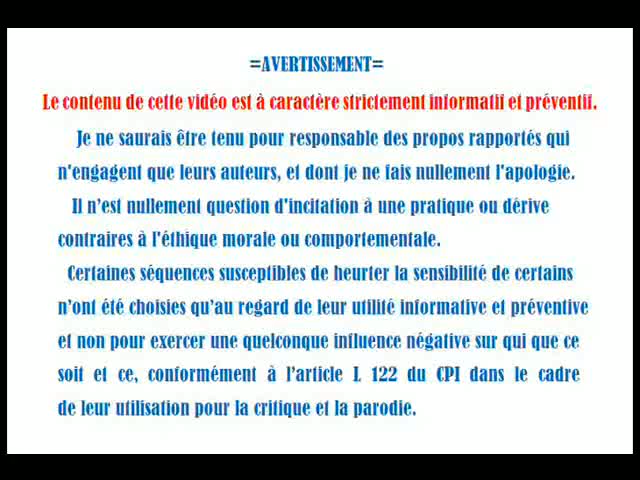 =AVERTISSEMENT=
Le contenu de cette vidéo est à caractère strictement informatif et préventif.
Je ne saurais être tenu pour responsable des propos rapportés qui
n'engagent que leurs auteurs, et dont je ne fais nullement l'apologie.
Il n'est nullement question d'incitation à une pratique ou dérive
contraires à l'éthique morale ou comportementale.
Certaines séquences susceptibles de heurter la sensibilité de certains
n'ont été choisies qu'au regard de leur utilité informative et préventive
et non pour exercer une quelconque influence négative sur qui que ce
soit et ce, conformément à l'article L 122 du CPI dans le cadre
de leur utilisation pour la critique et la parodie.